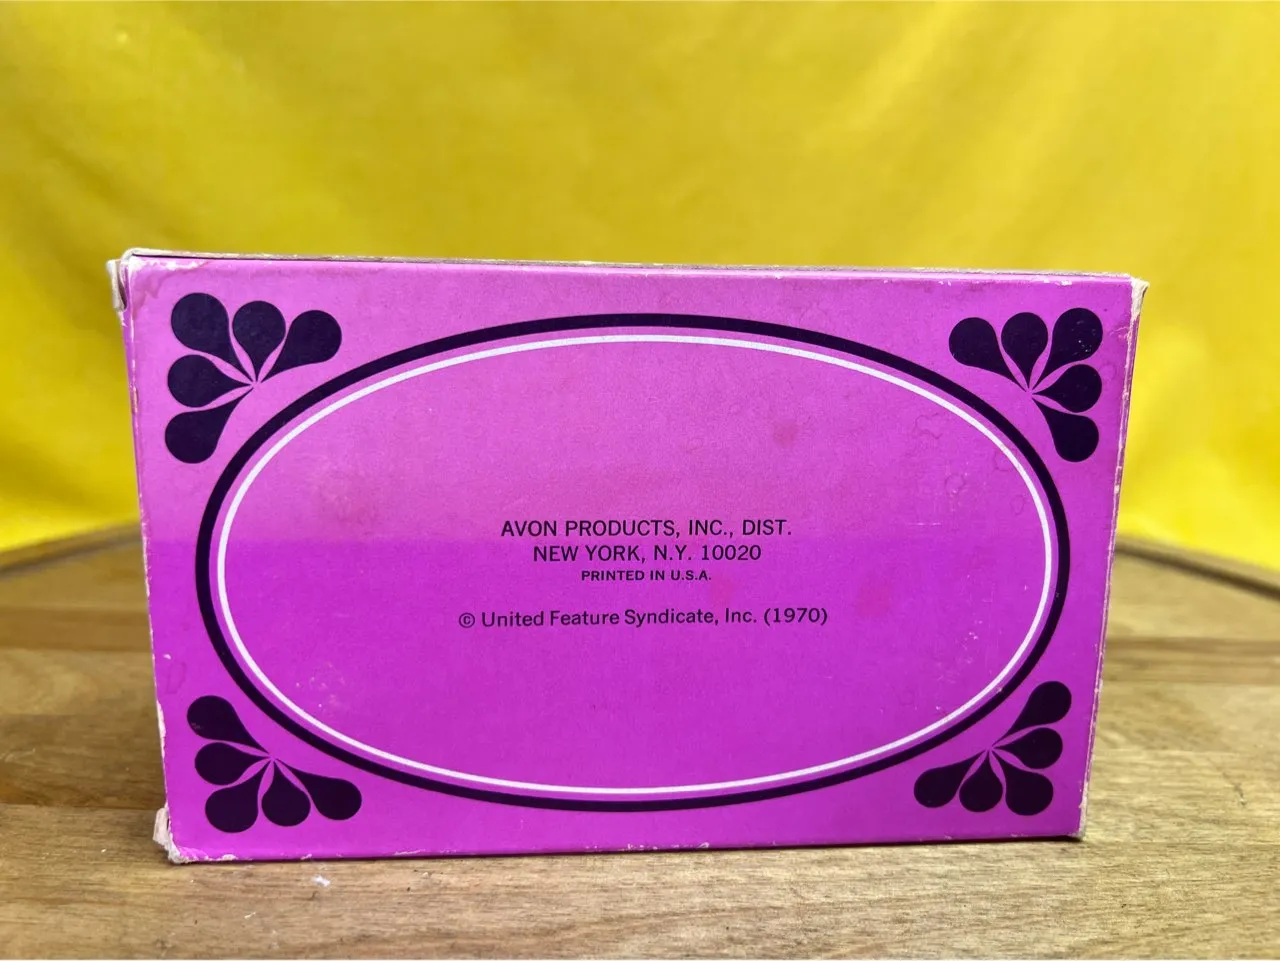 AVON PRODUCTS, INC., DIST.
NEW YORK, N.Y. 10020
PRINTED IN U.S.A.
© United Feature Syndicate, Inc. (1970)